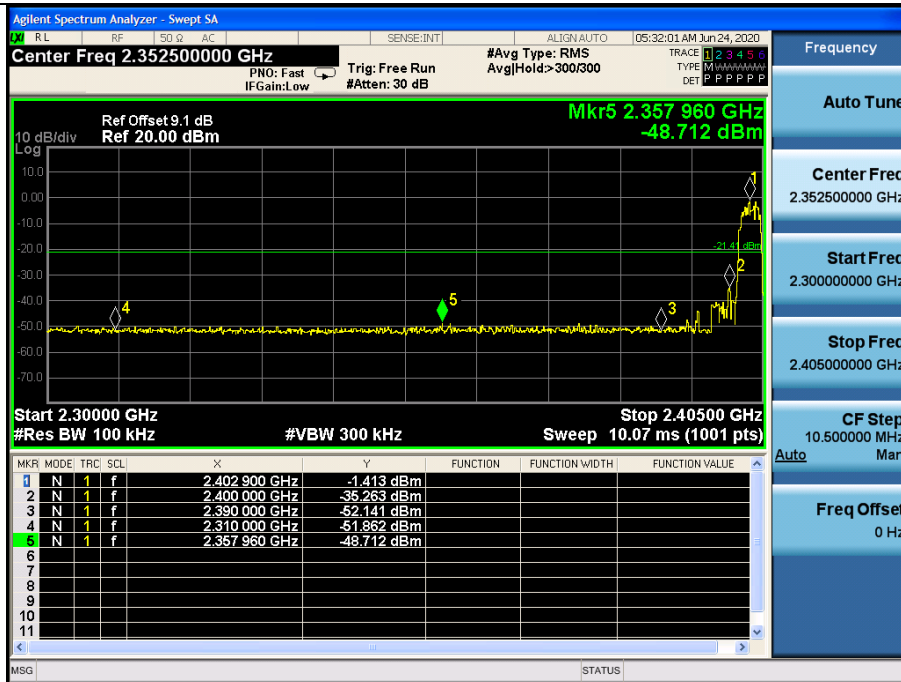 Agilent Spectrum Analyzer - Swept SA
LXI RL RF 50 Ω AC SENSE:INT ALIGN AUTO 05:32:01 AM Jun 24, 2020
Center Freq 2.352500000 GHz
PNO: Fast
IFGain:Low
Trig: Free Run
#Atten: 30 dB
#Avg Type: RMS
Avg|Hold:>300/300
TRACE 1 2 3 4 5 6
TYPE M
DET P P P P P P
Mkr5 2.357 960 GHz
-48.712 dBm
Ref Offset 9.1 dB
10 dB/div Ref 20.00 dBm
Log
10.0
0.00
-10.0
-20.0
-30.0
-40.0
-50.0
-60.0
-70.0
1
-21.41 dBm
2
4
5
3
Start 2.30000 GHz Stop 2.40500 GHz
#Res BW 100 kHz #VBW 300 kHz Sweep 10.07 ms (1001 pts)
MKR MODE TRC SCL X Y FUNCTION FUNCTION WIDTH FUNCTION VALUE
1 N 1 f 2.402 900 GHz -1.413 dBm
2 N 1 f 2.400 000 GHz -35.263 dBm
3 N 1 f 2.390 000 GHz -52.141 dBm
4 N 1 f 2.310 000 GHz -51.862 dBm
5 N 1 f 2.357 960 GHz -48.712 dBm
6
7
8
9
10
11
MSG STATUS
Frequency
Auto Tune
Center Freq
2.352500000 GHz
Start Freq
2.300000000 GHz
Stop Freq
2.405000000 GHz
CF Step
10.500000 MHz
Auto Man
Freq Offset
0 Hz